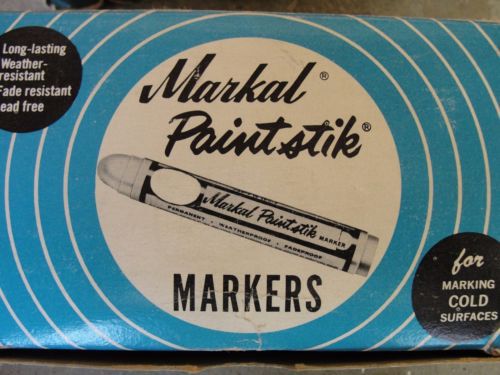 Long-lasting
Weather-
resistant
Fade resistant
ead free
Markal®
Paintstik®
Markal Paintstik MARKER
PERMANENT • WEATHERPROOF • FADEPROOF
MARKERS
for
MARKING
COLD
SURFACES